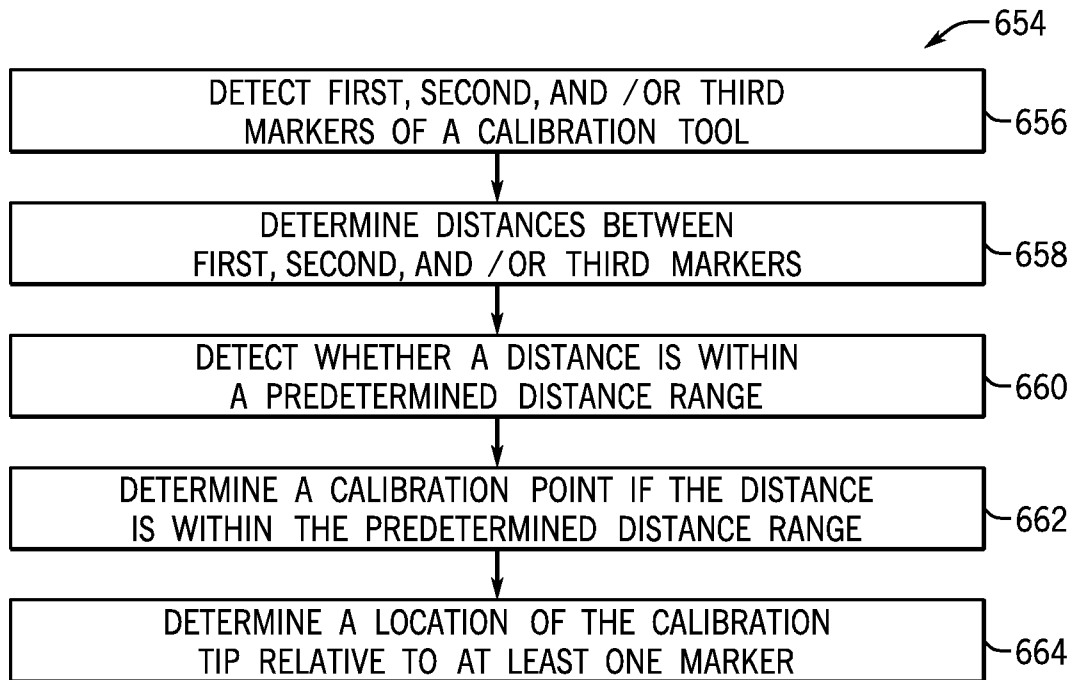 654
DETECT FIRST, SECOND, AND /OR THIRD
MARKERS OF A CALIBRATION TOOL
656
DETERMINE DISTANCES BETWEEN
FIRST, SECOND, AND /OR THIRD MARKERS
658
DETECT WHETHER A DISTANCE IS WITHIN
A PREDETERMINED DISTANCE RANGE
660
DETERMINE A CALIBRATION POINT IF THE DISTANCE
IS WITHIN THE PREDETERMINED DISTANCE RANGE
662
DETERMINE A LOCATION OF THE CALIBRATION
TIP RELATIVE TO AT LEAST ONE MARKER
664